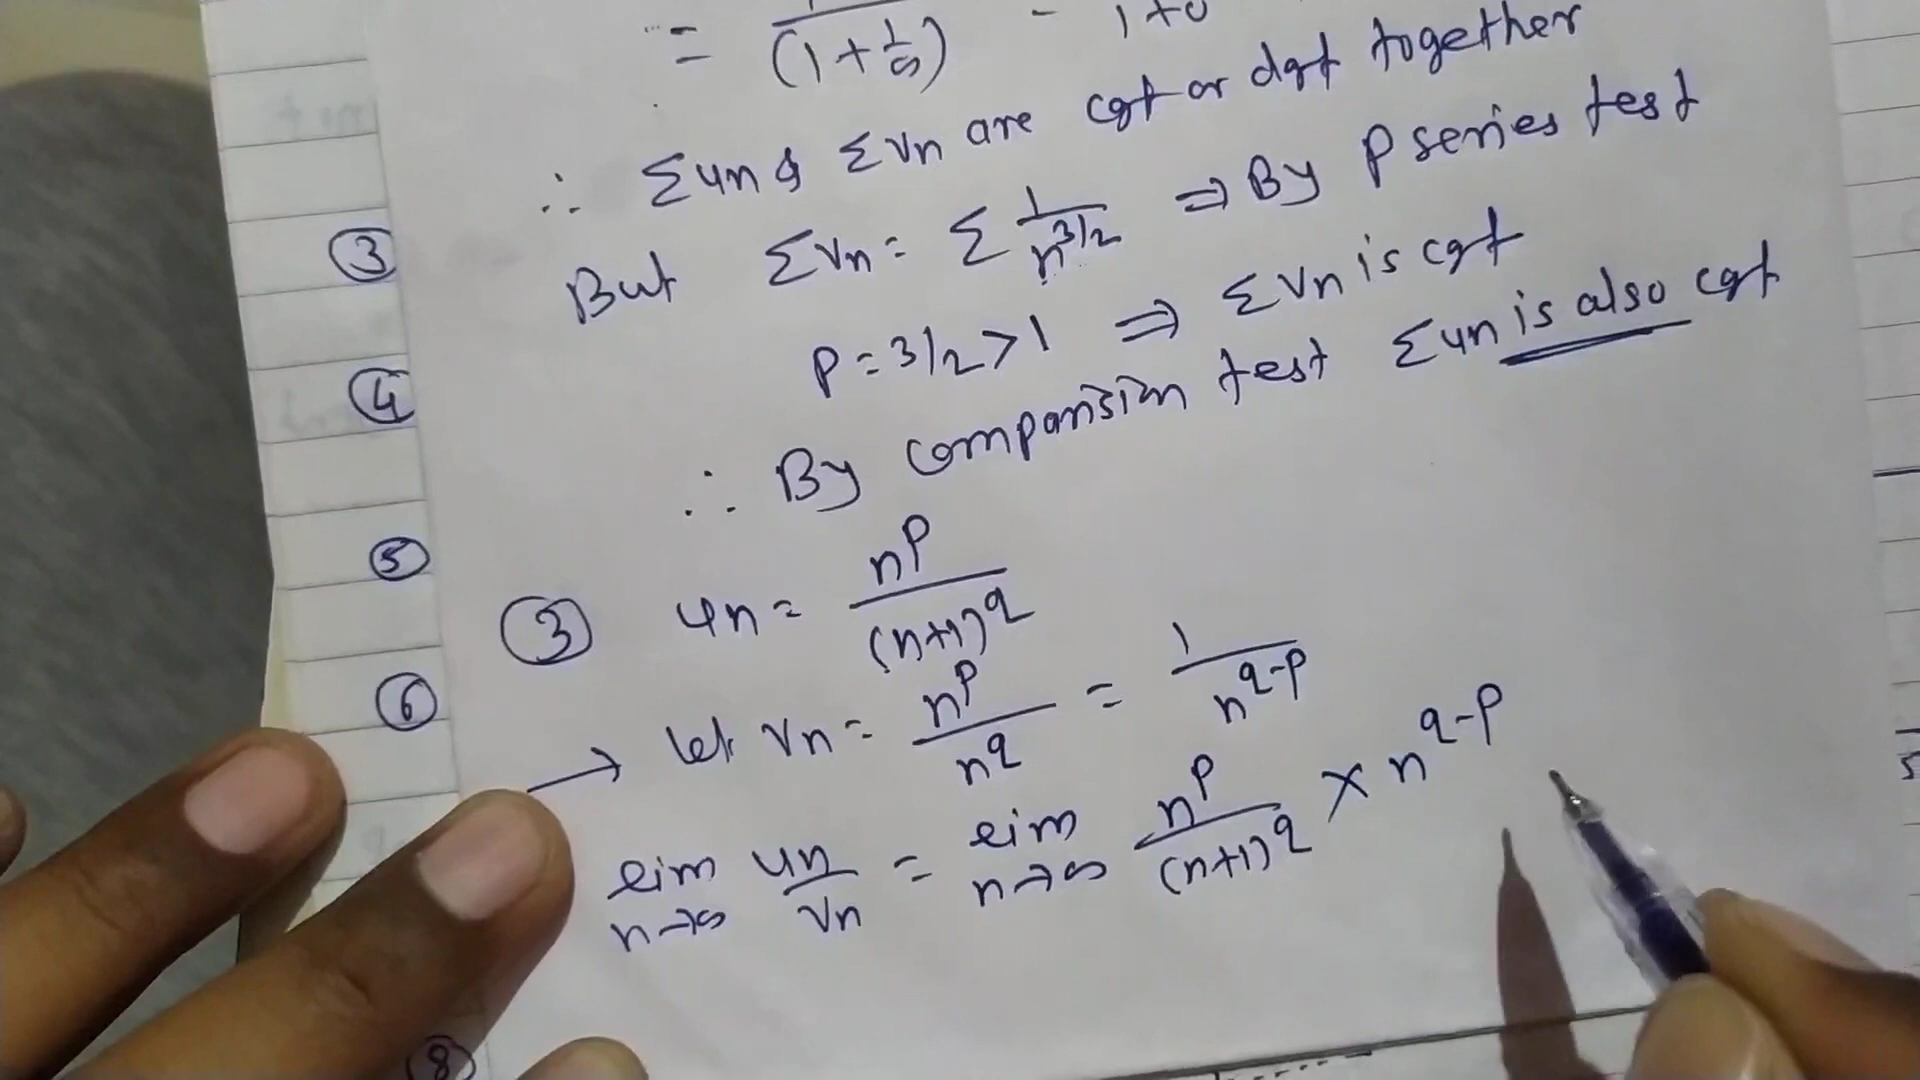 = 1/(1+1/∞) - 1+0
∴ Σun & Σvn are cgt or dgt together
③
But Σvn = Σ 1/n^3/2 ⇒ By P series test
P = 3/2 > 1 ⇒ Σvn is cgt
④
∴ By comparision test Σun is also cgt
⑤
③ un = n^p/(n+1)^q
⑥
→ let vn = n^p/n^q = 1/n^q-p
lim n→∞ un/vn = lim n→∞ n^p/(n+1)^q × n^q-p
⑧
5